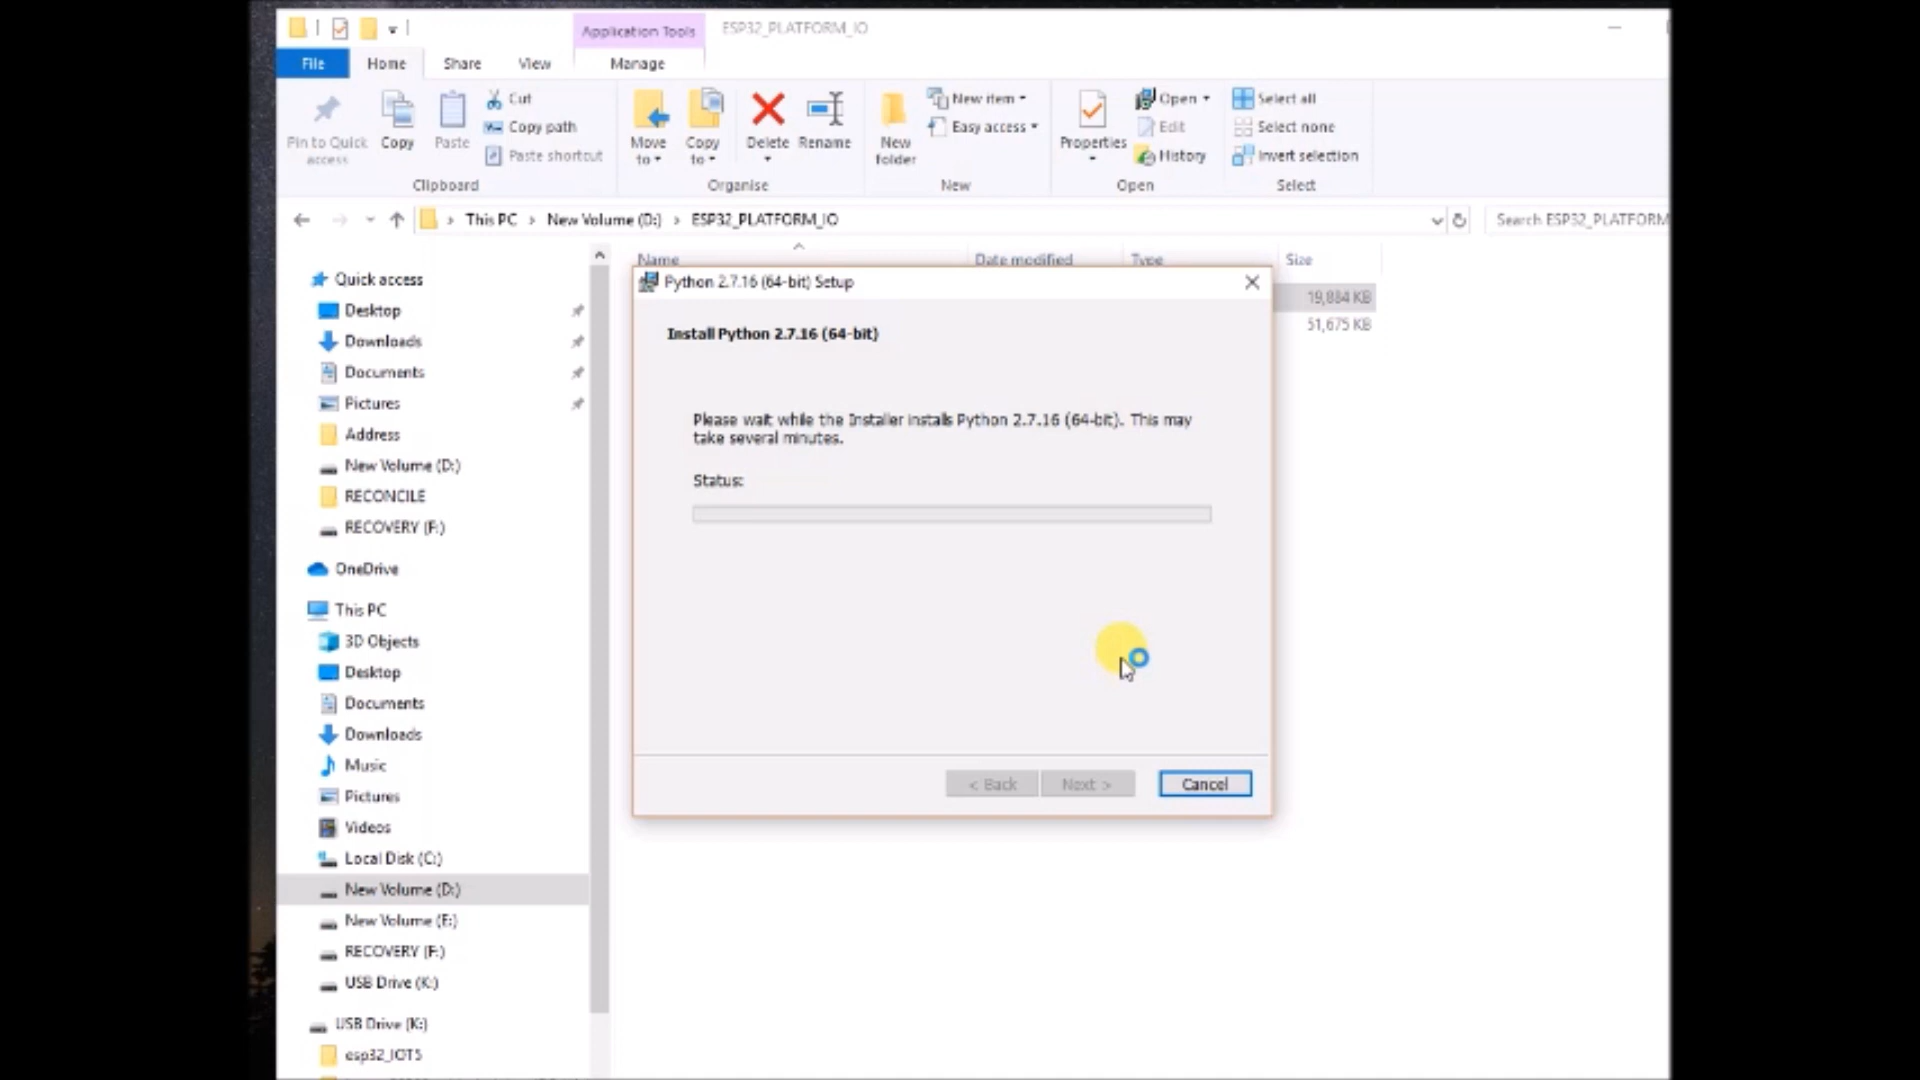 Application Tools
ESP32_PLATFORM_IO
File
Home
Share
View
Manage
Pin to Quick access
Copy
Paste
Cut
Copy path
Paste shortcut
Clipboard
Move to
Copy to
Delete
Rename
Organise
New folder
New item
Easy access
New
Properties
Open
Edit
History
Open
Select all
Select none
Invert selection
Select
> This PC > New Volume (D:) > ESP32_PLATFORM_IO
Search ESP32_PLATFORM
Name
Date modified
Type
Size
19,884 KB
51,675 KB
Quick access
Desktop
Downloads
Documents
Pictures
Address
New Volume (D:)
RECONCILE
RECOVERY (F:)
OneDrive
This PC
3D Objects
Desktop
Documents
Downloads
Music
Pictures
Videos
Local Disk (C:)
New Volume (D:)
New Volume (E:)
RECOVERY (F:)
USB Drive (K:)
USB Drive (K:)
esp32_IOT5
Python 2.7.16 (64-bit) Setup
Install Python 2.7.16 (64-bit)
Please wait while the Installer installs Python 2.7.16 (64-bit). This may
take several minutes.
Status:
< Back
Next >
Cancel